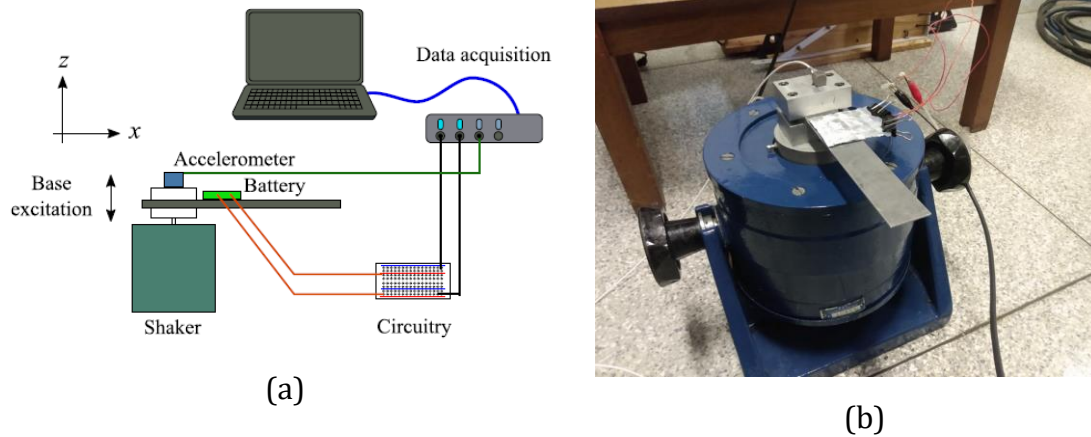 Data acquisition
z
x
Accelerometer
Base
excitation
Battery
Shaker
Circuitry
(a)
(b)